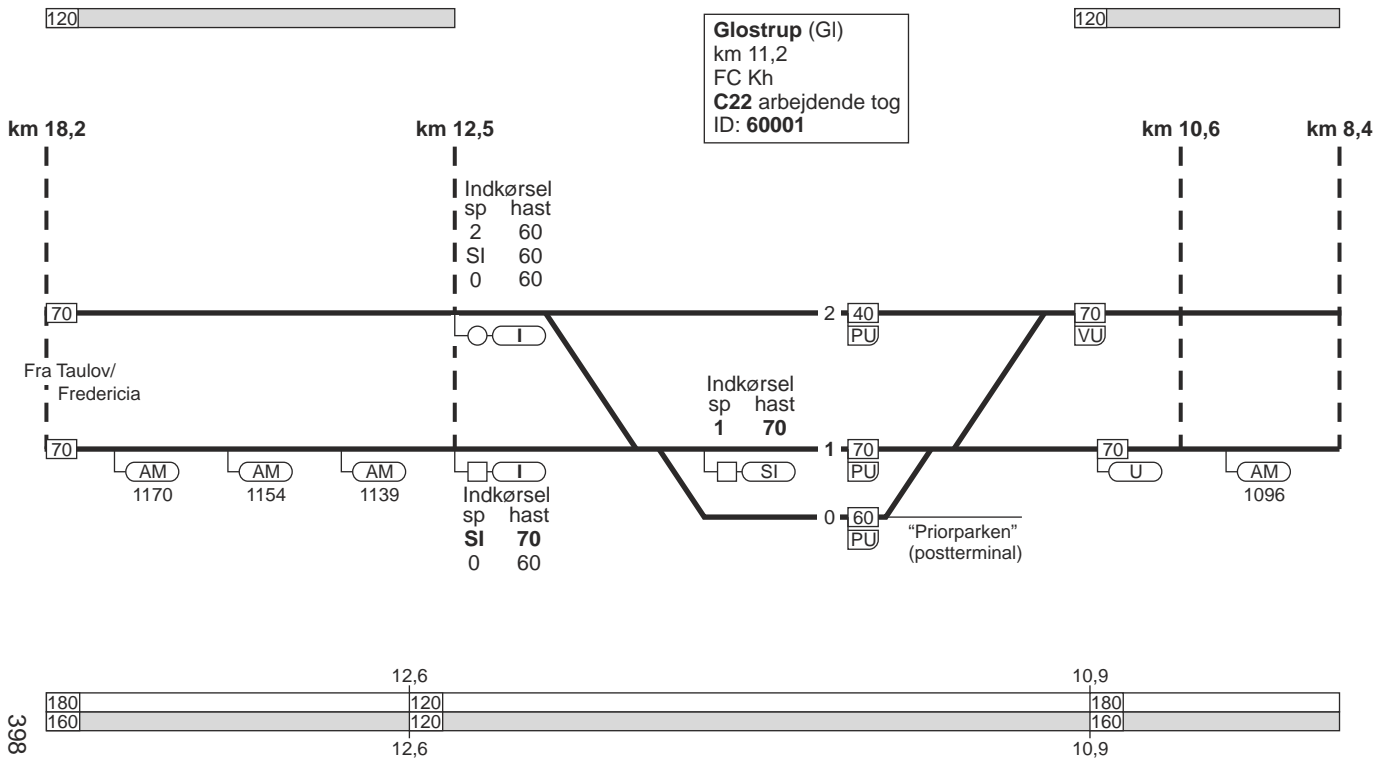 120
120
Glostrup (Gl)
km 11,2
FC Kh
C22 arbejdende tog
ID: 60001
km 18,2
km 12,5
km 10,6
km 8,4
Indkørsel
sp hast
2 60
SI 60
0 60
70
2
40
70
I
PU
VU
Fra Taulov/
Fredericia
Indkørsel
sp hast
1 70
70
1
70
70
AM
AM
AM
I
SI
PU
U
AM
1170
1154
1139
1096
Indkørsel
sp hast
SI 70
0 60
0
60
PU
“Priorparken”
(postterminal)
12,6
10,9
180
120
180
160
120
160
12,6
10,9
398